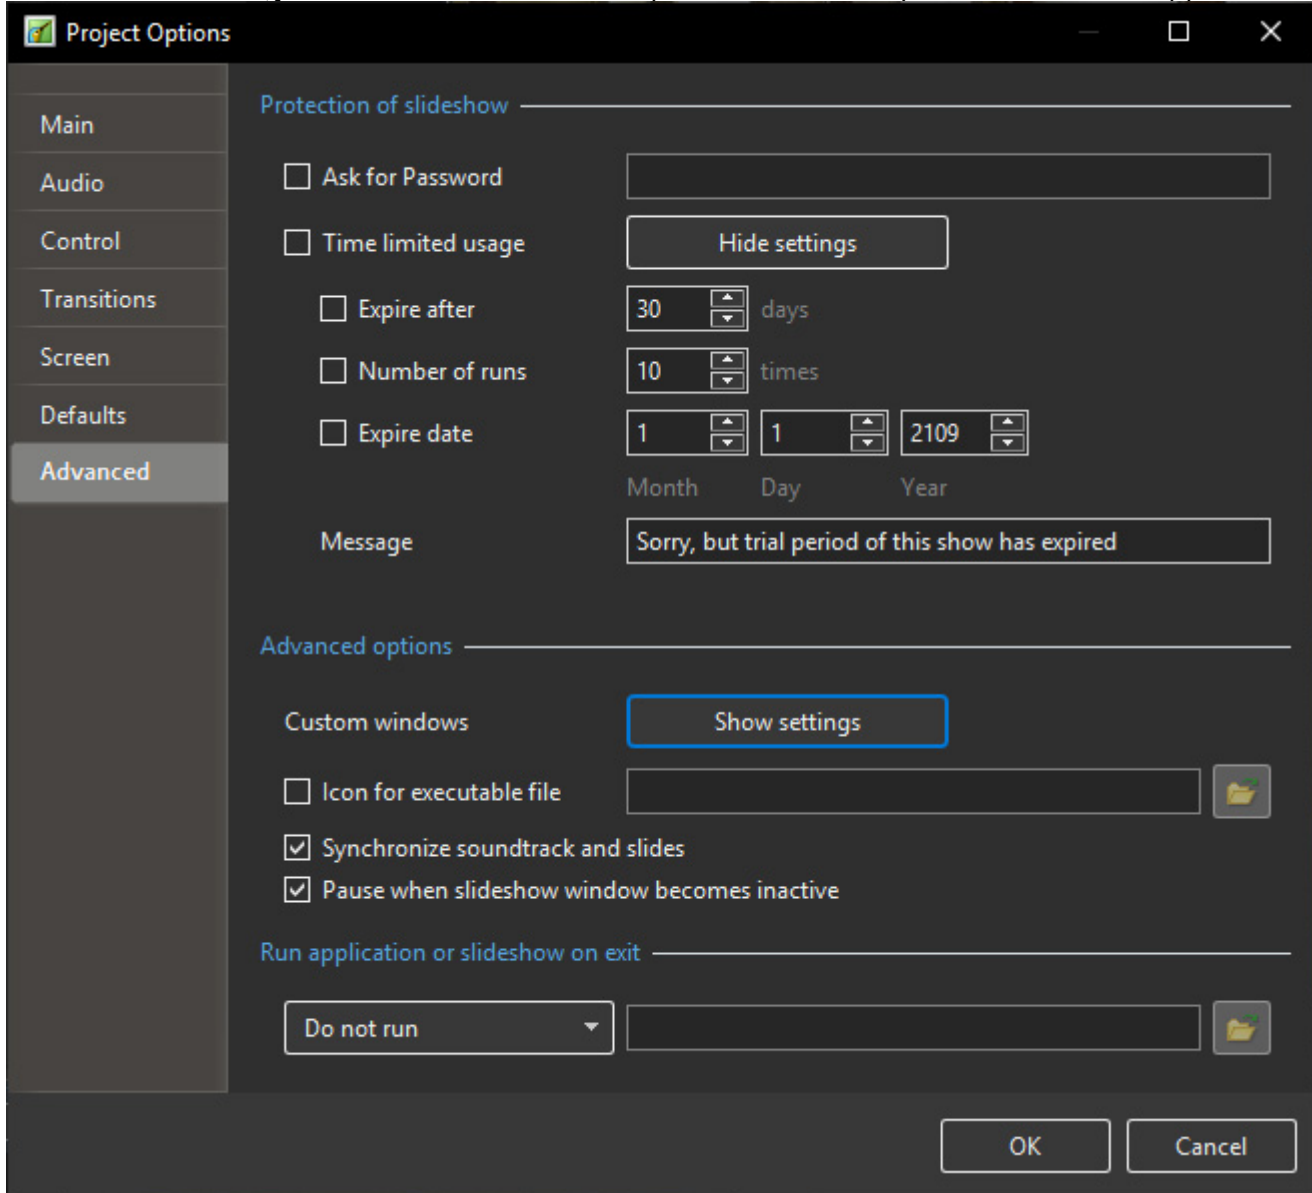 Project Options
Main
Audio
Control
Transitions
Screen
Defaults
Advanced
Protection of slideshow
Ask for Password
Time limited usage Hide settings
Expire after 30 days
Number of runs 10 times
Expire date 1 1 2109
Month Day Year
Message Sorry, but trial period of this show has expired
Advanced options
Custom windows Show settings
Icon for executable file
Synchronize soundtrack and slides
Pause when slideshow window becomes inactive
Run application or slideshow on exit
Do not run
OK Cancel